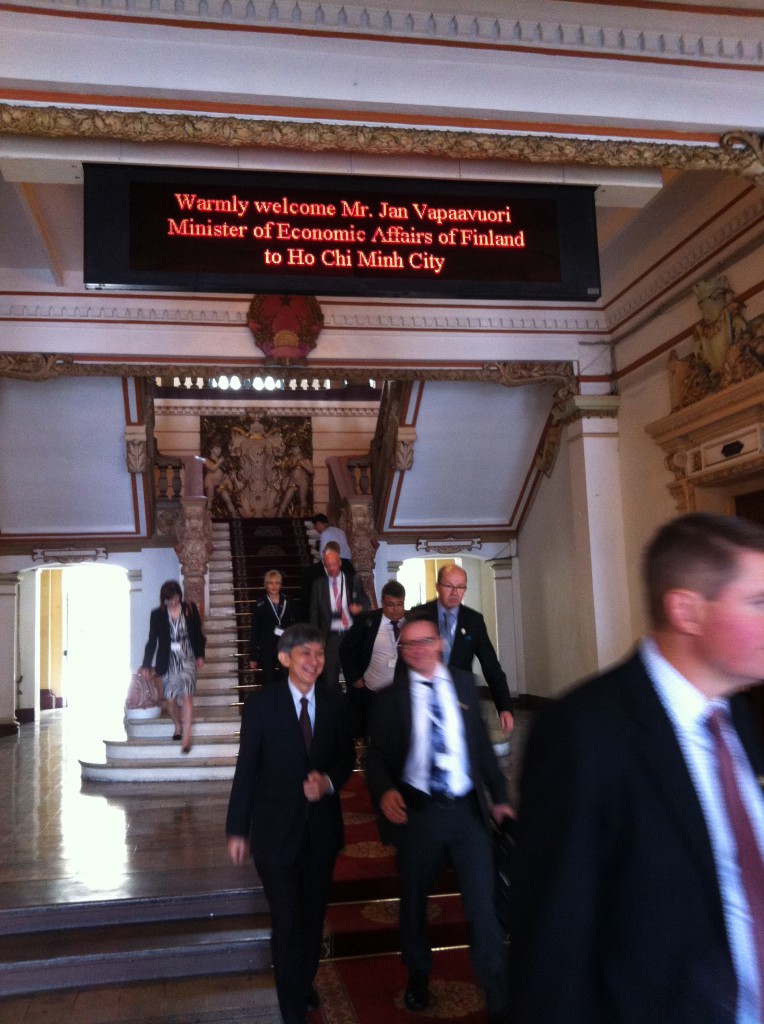 Warmly welcome Mr. Jan Vapaavuori
Minister of Economic Affairs of Finland
to Ho Chi Minh City